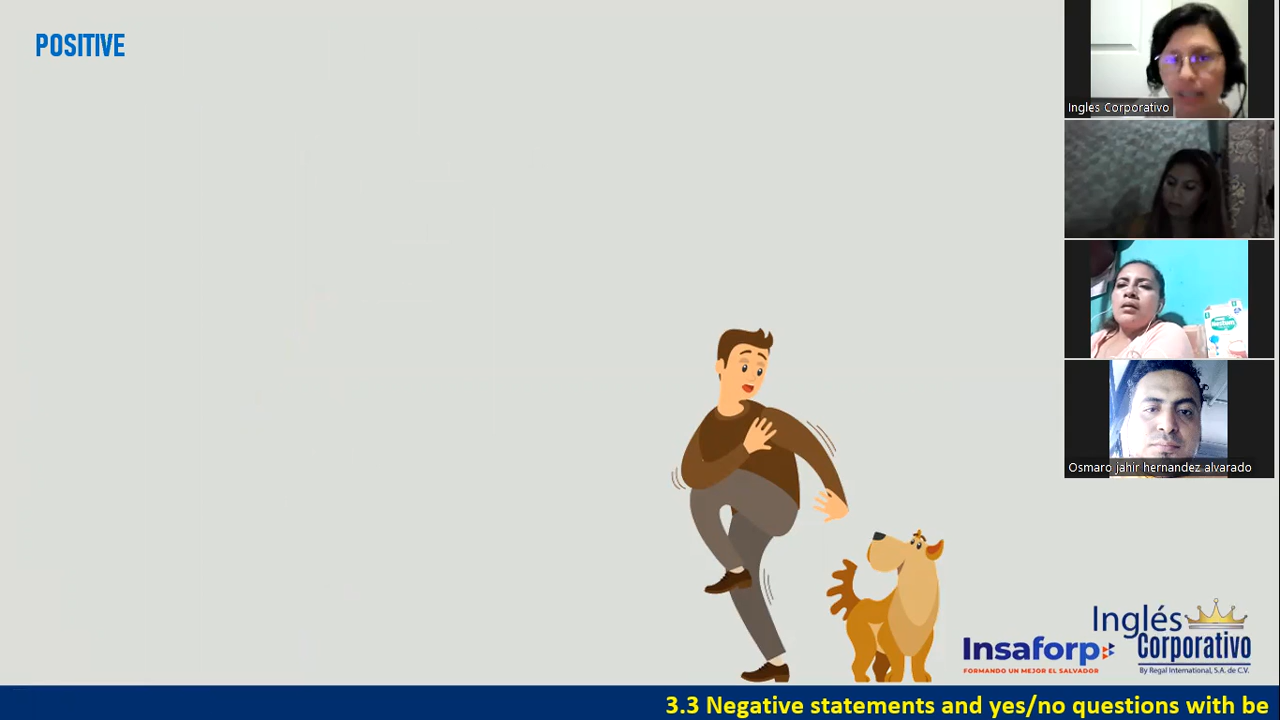 POSITIVE
Ingles Corporativo
Osmaro jahir hernandez alvarado
Insaforp
FORMANDO UN MEJOR EL SALVADOR
Inglés
Corporativo
By Regal International, S.A. de C.V.
3.3 Negative statements and yes/no questions with be